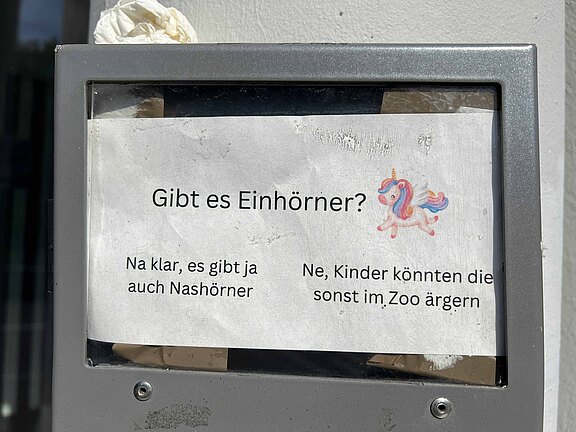 Gibt es Einhörner?
Na klar, es gibt ja
auch Nashörner
Ne, Kinder könnten die
sonst im Zoo ärgern